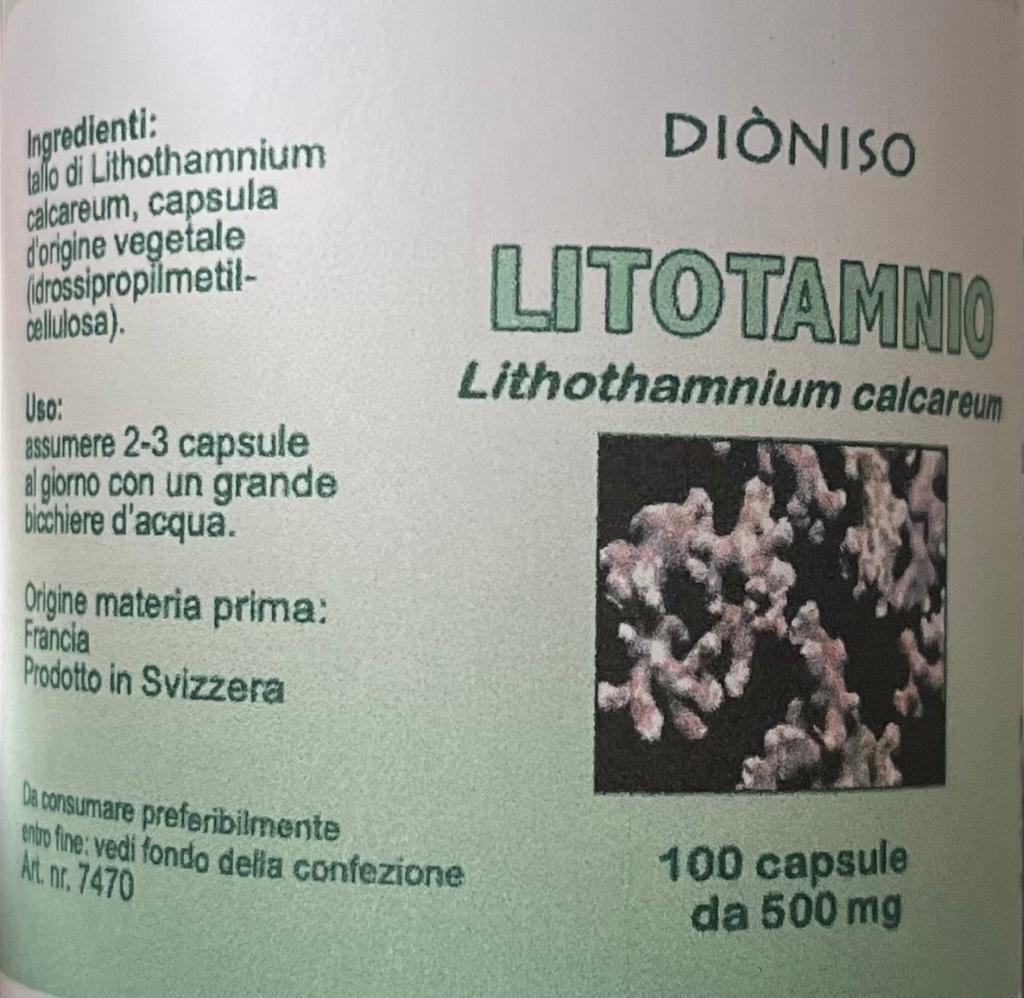 Ingredienti:
tallo di Lithothamnium
calcareum, capsula
d'origine vegetale
(idrossipropilmetil-
cellulosa).
Uso:
assumere 2-3 capsule
al giorno con un grande
bicchiere d'acqua.
Origine materia prima:
Francia
Prodotto in Svizzera
Da consumare preferibilmente
entro fine: vedi fondo della confezione
Art. nr. 7470
DIÒNISO
LITOTAMNIO
Lithothamnium calcareum
100 capsule
da 500 mg